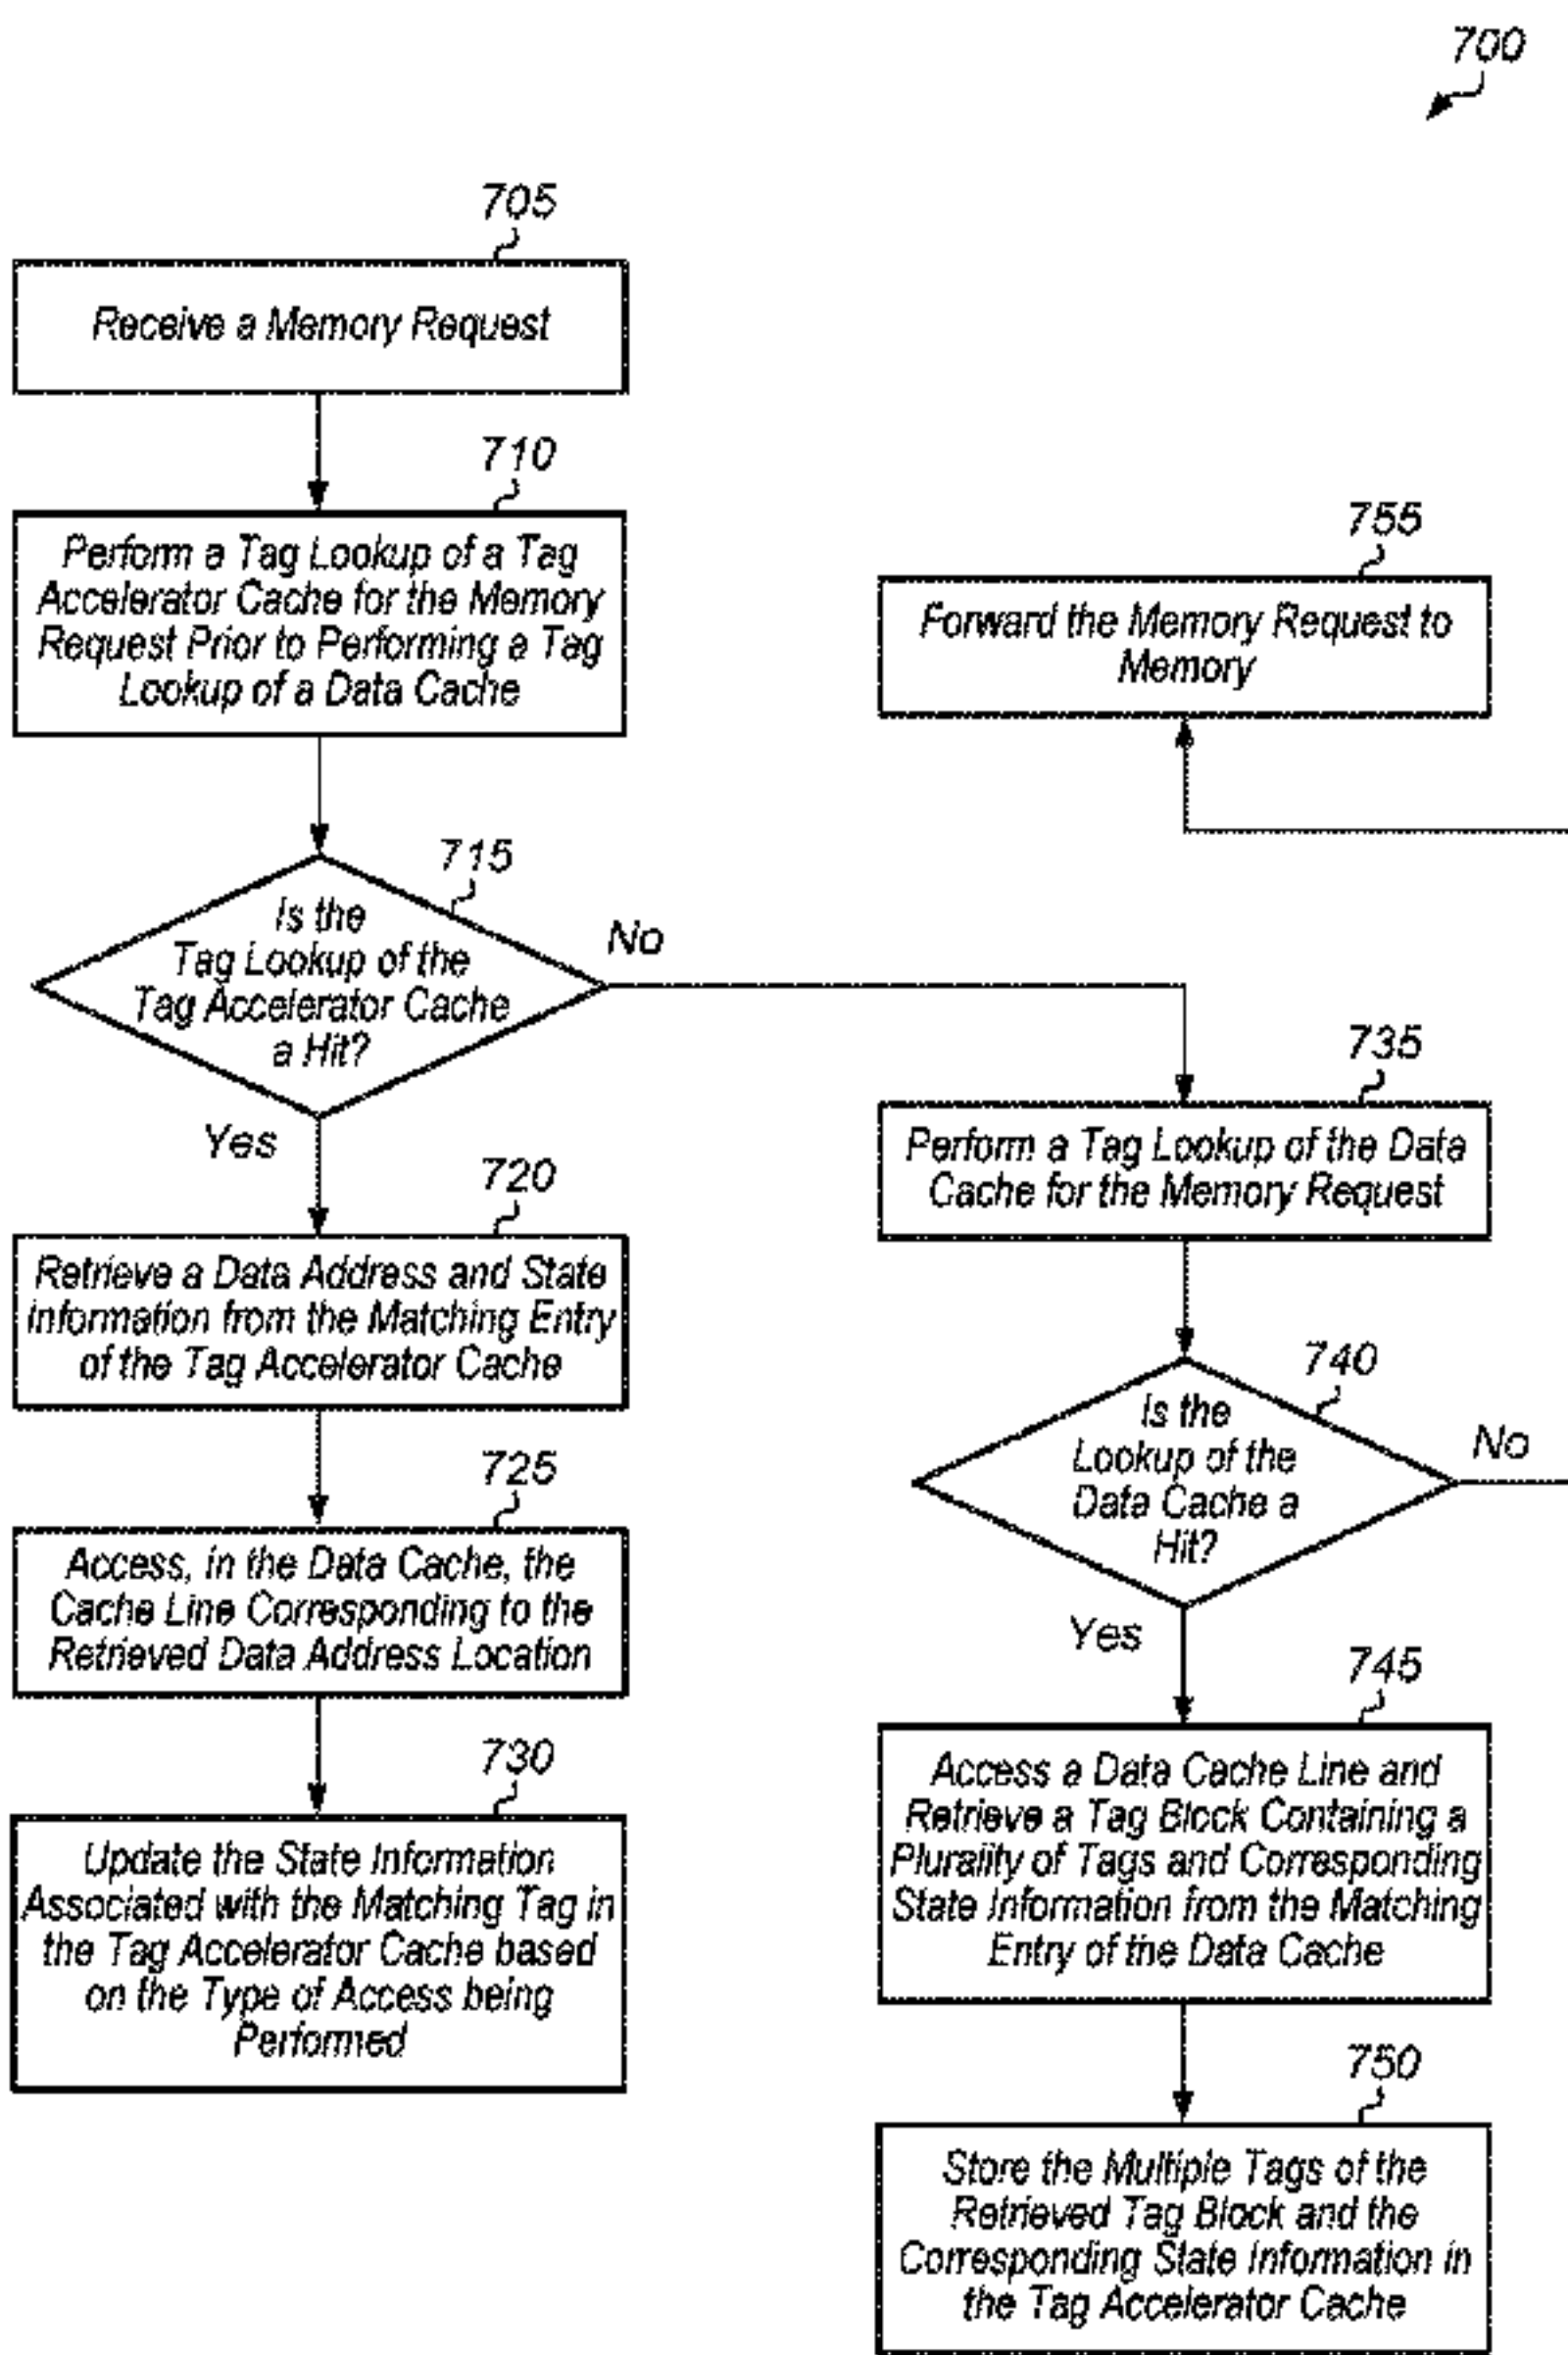 700
705
Receive a Memory Request
710
Perform a Tag Lookup of a Tag
Accelerator Cache for the Memory
Request Prior to Performing a Tag
Lookup of a Data Cache
715
Is the
Tag Lookup of the
Tag Accelerator Cache
a Hit?
No
Yes
720
Retrieve a Data Address and State
Information from the Matching Entry
of the Tag Accelerator Cache
725
Access, in the Data Cache, the
Cache Line Corresponding to the
Retrieved Data Address Location
730
Update the State Information
Associated with the Matching Tag in
the Tag Accelerator Cache based
on the Type of Access being
Performed
755
Forward the Memory Request to
Memory
735
Perform a Tag Lookup of the Data
Cache for the Memory Request
740
Is the
Lookup of the
Data Cache a
Hit?
No
Yes
745
Access a Data Cache Line and
Retrieve a Tag Block Containing a
Plurality of Tags and Corresponding
State Information from the Matching
Entry of the Data Cache
750
Store the Multiple Tags of the
Retrieved Tag Block and the
Corresponding State Information in
the Tag Accelerator Cache